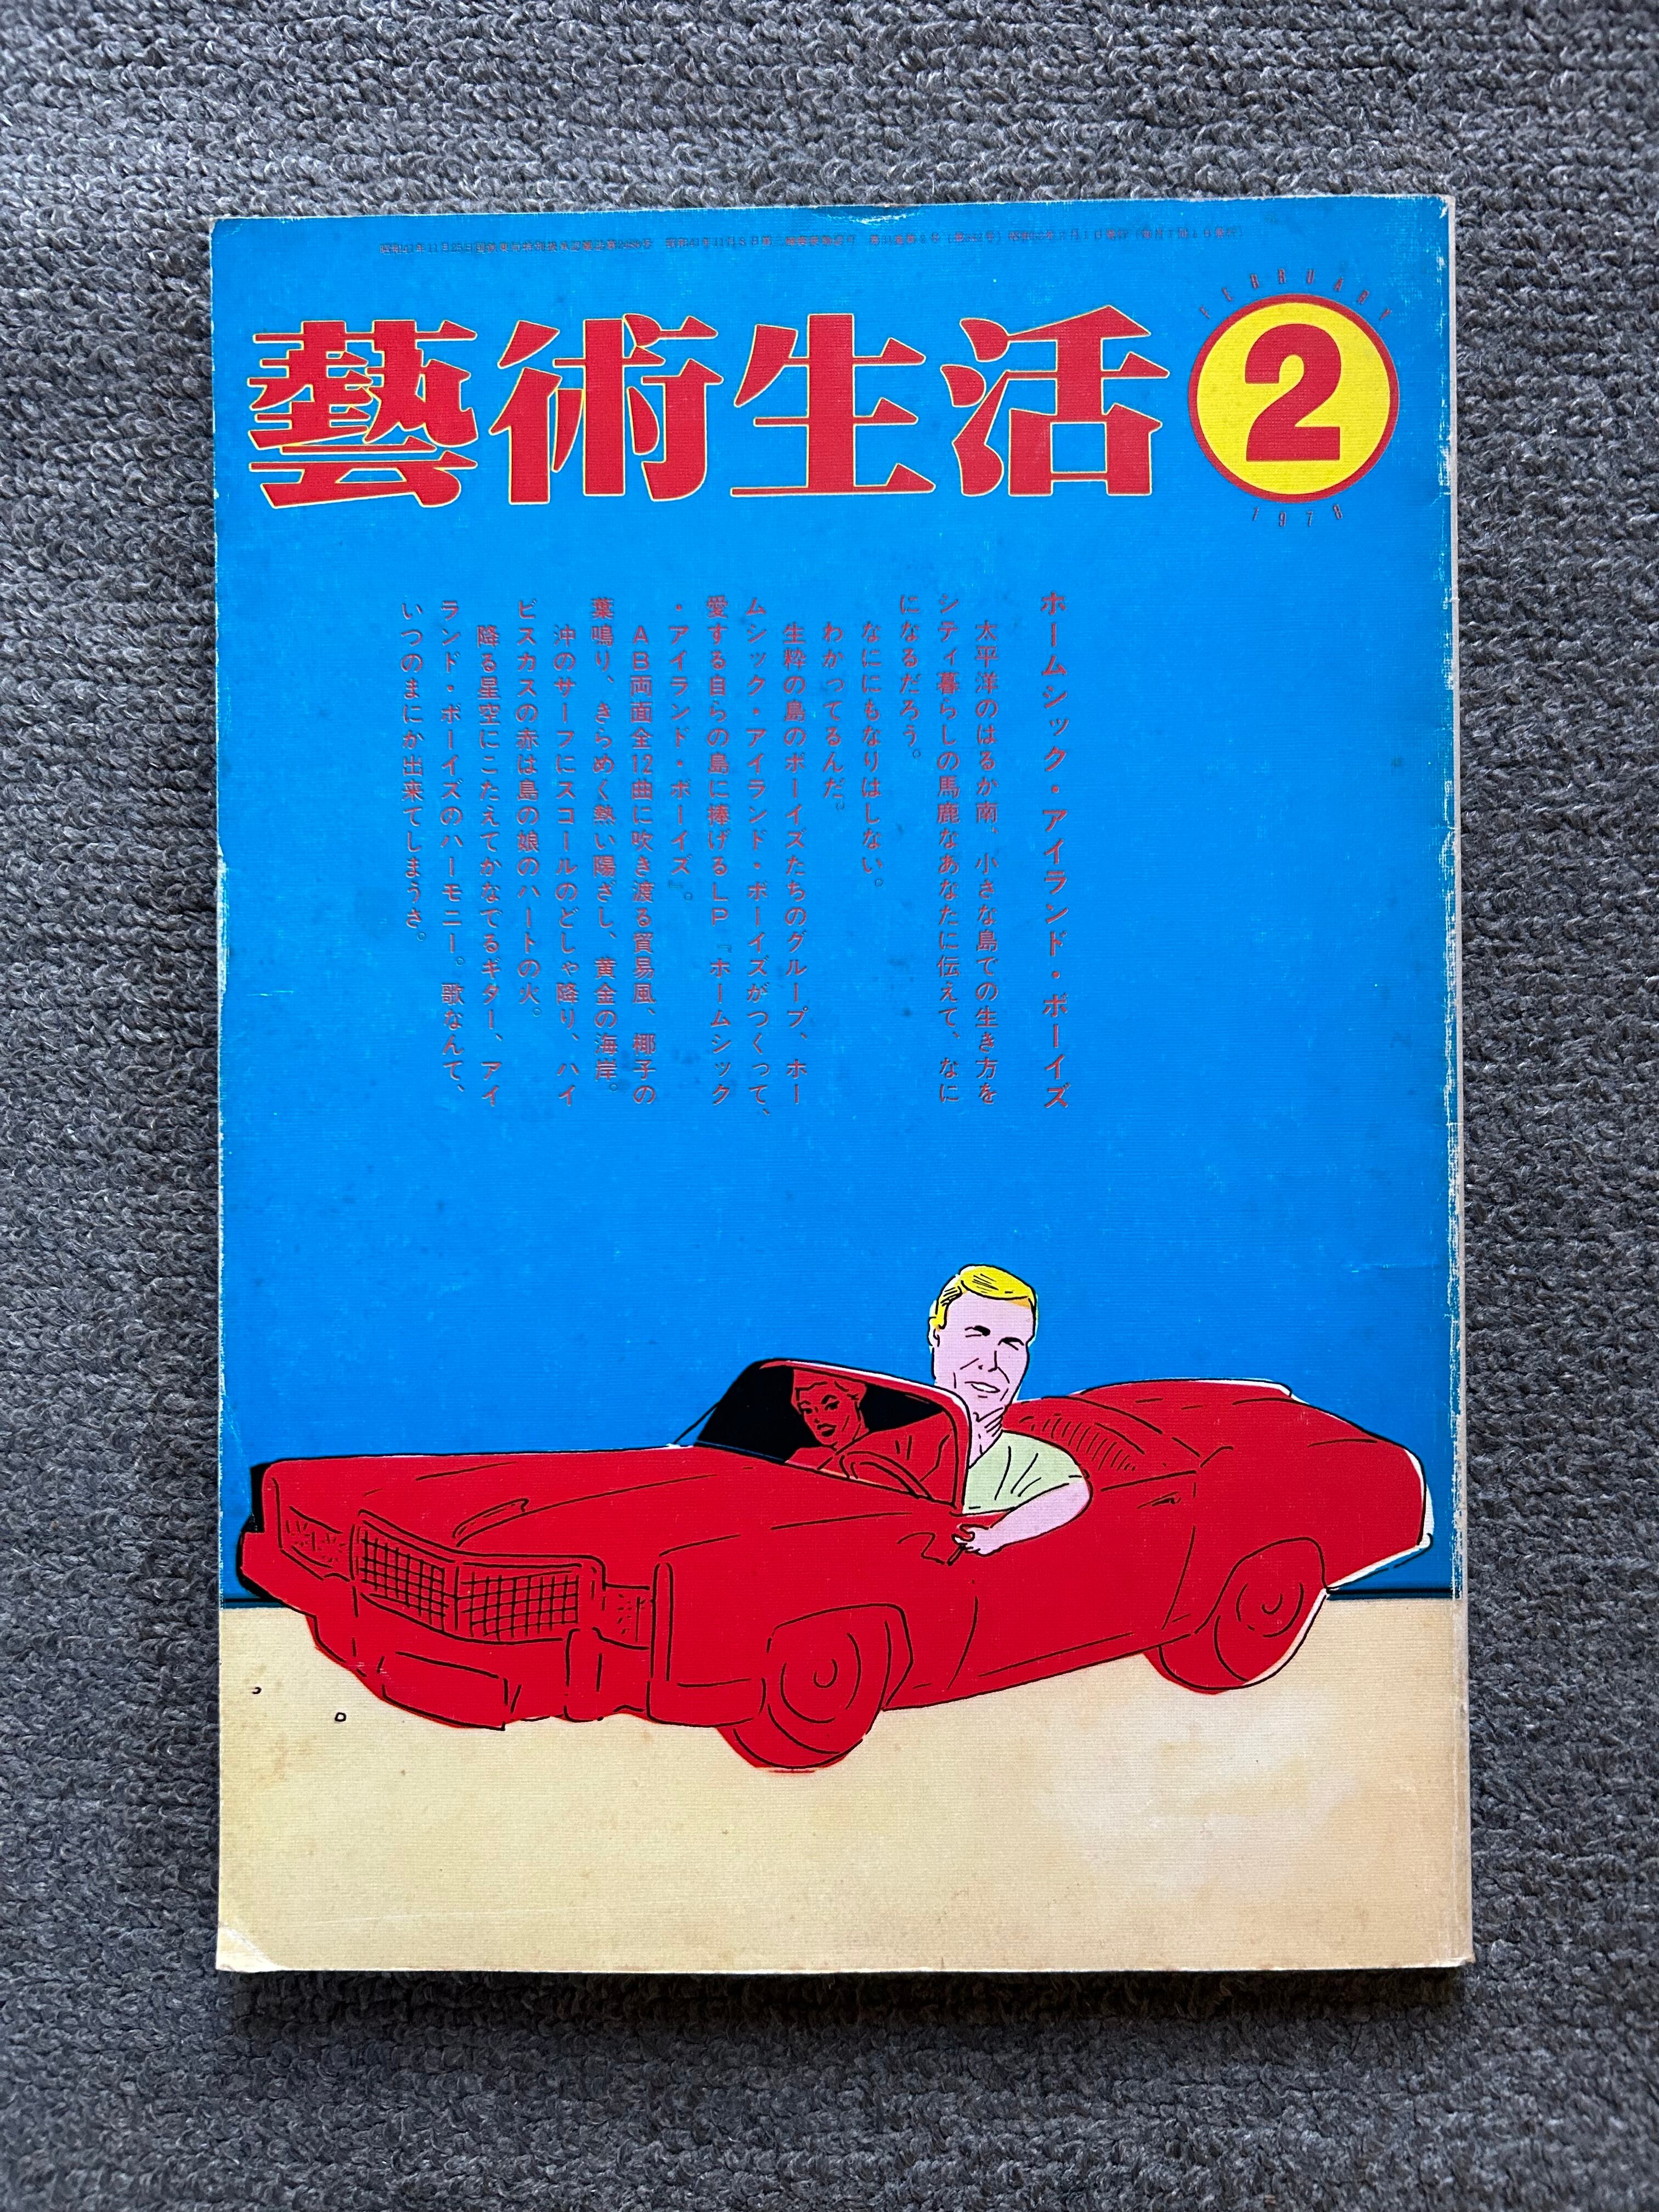 藝術生活
FEBRUARY
2
1978
ホームシック・アイランド・ボーイズ
太平洋のはるか南、小さな島での生き方を
シティ暮らしの馬鹿なあなたに伝えて、なに
になるだろう。
なににもなりはしない。
わかってるんだ。
生粋の島のボーイズたちのグループ、ホー
ムシック・アイランド・ボーイズがつくって、
愛する自らの島に捧げるLP『ホームシック
・アイランド・ボーイズ』。
AB両面全12曲に吹き渡る貿易風、椰子の
葉鳴り、きらめく熱い陽ざし、黄金の海岸。
沖のサーフにスコールのどしゃ降り、ハイ
ビスカスの赤は島の娘のハートの火。
降る星空にこたえてかなでるギター、アイ
ランド・ボーイズのハーモニー。歌なんて、
いつのまにか出来てしまうさ。